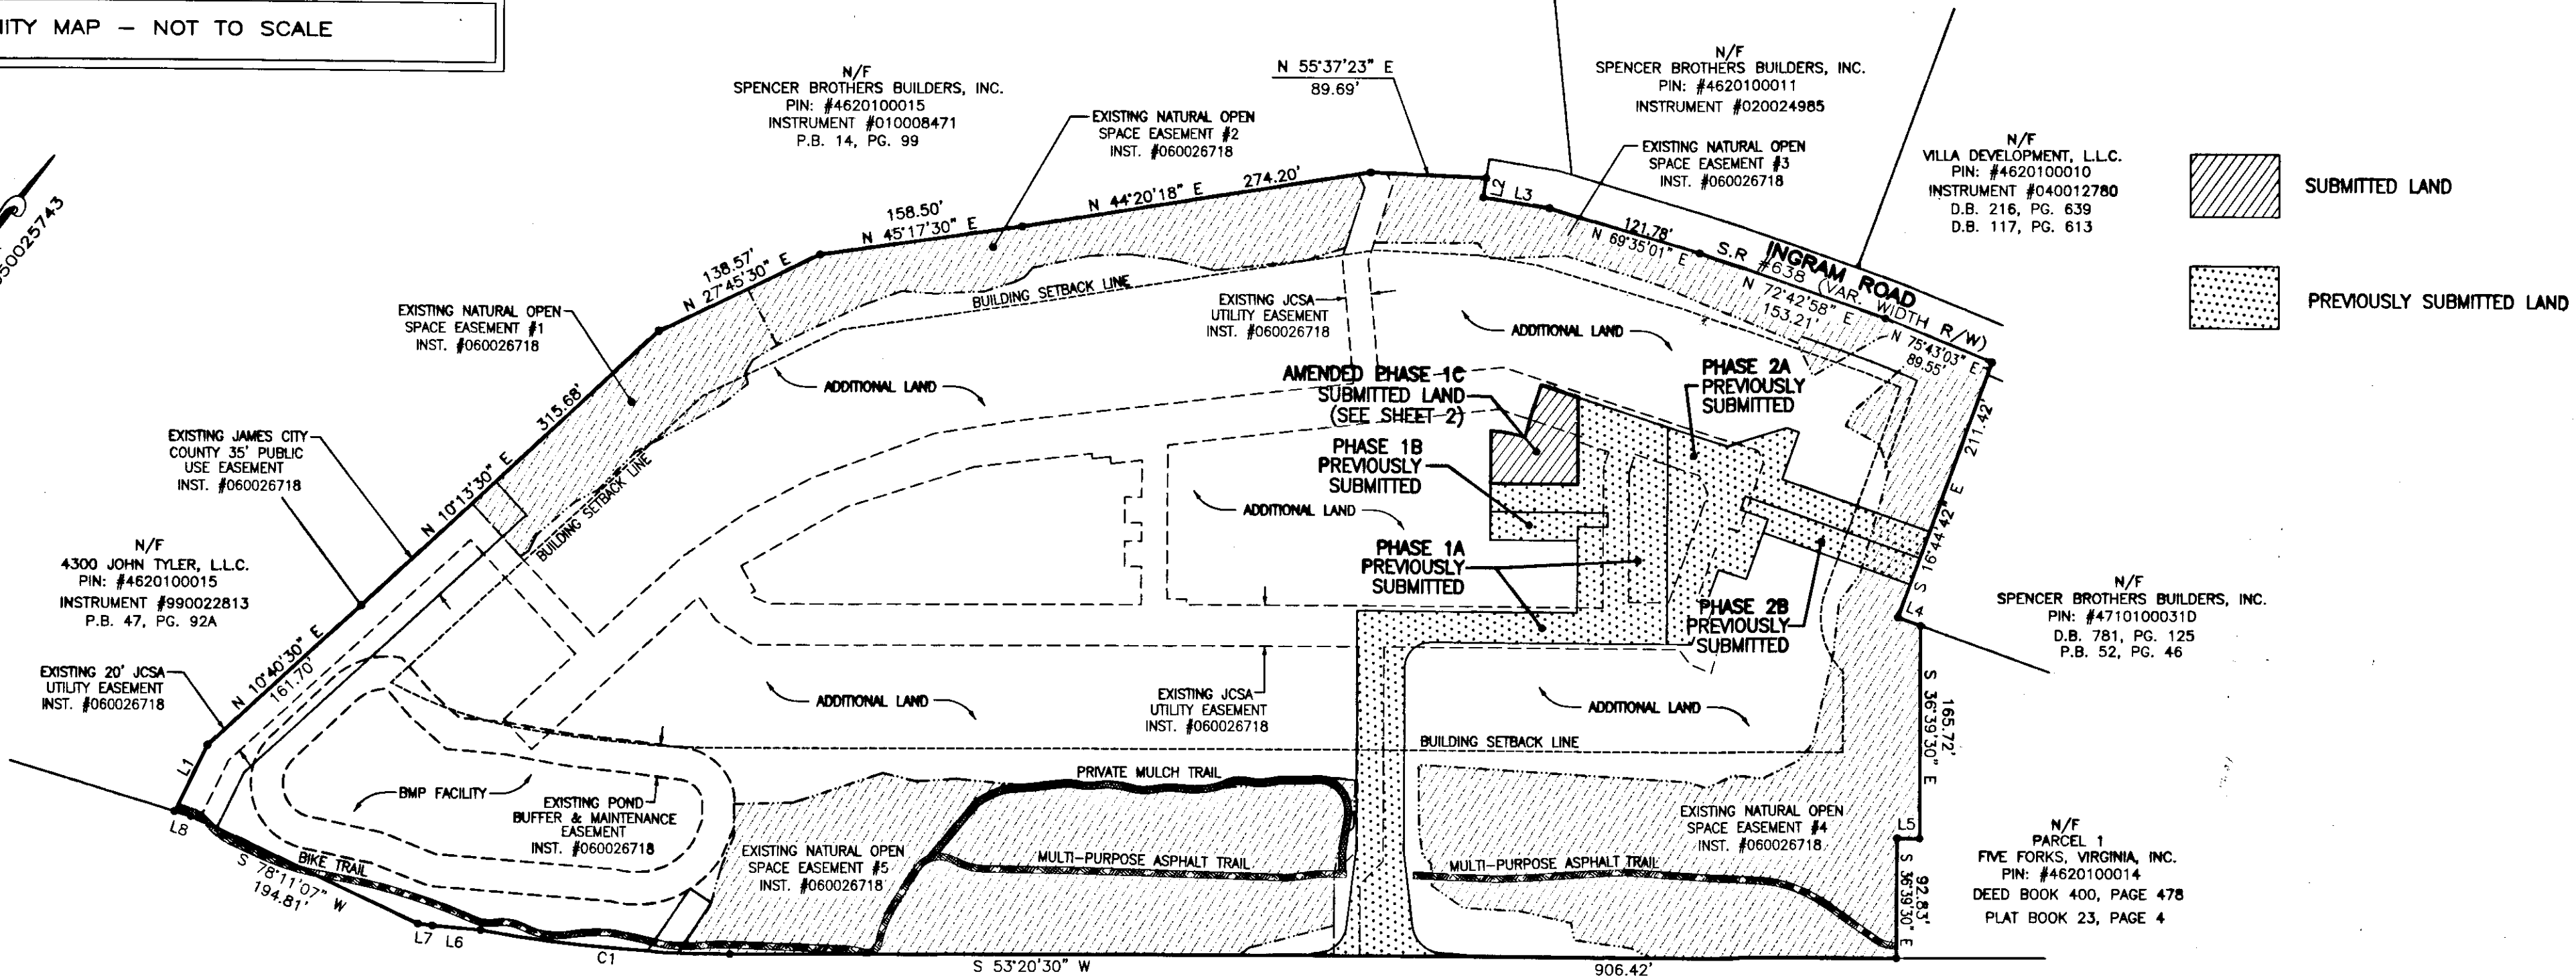 ITY MAP – NOT TO SCALE
50025743
N/F
SPENCER BROTHERS BUILDERS, INC.
PIN: #4620100015
INSTRUMENT #010008471
P.B. 14, PG. 99
EXISTING NATURAL OPEN
SPACE EASEMENT #2
INST. #060026718
N 55°37'23" E
89.69'
N/F
SPENCER BROTHERS BUILDERS, INC.
PIN: #4620100011
INSTRUMENT #020024985
EXISTING NATURAL OPEN
SPACE EASEMENT #3
INST. #060026718
N/F
VILLA DEVELOPMENT, L.L.C.
PIN: #4620100010
INSTRUMENT #040012780
D.B. 216, PG. 639
D.B. 117, PG. 613
SUBMITTED LAND
PREVIOUSLY SUBMITTED LAND
L2
L3
121.78'
N 69°35'01" E
S.R #638 (VAR. WIDTH R/W)
INGRAM ROAD
N 72°42'58" E
153.21'
N 75°43'03" E
89.55'
274.20'
N 44°20'18" E
158.50'
N 45°17'30" E
138.57'
N 27°45'30" E
BUILDING SETBACK LINE
EXISTING NATURAL OPEN
SPACE EASEMENT #1
INST. #060026718
315.68'
N 10°13'30" E
BUILDING SETBACK LINE
EXISTING JCSA
UTILITY EASEMENT
INST. #060026718
ADDITIONAL LAND
ADDITIONAL LAND
AMENDED PHASE 1C
SUBMITTED LAND
(SEE SHEET 2)
PHASE 2A
PREVIOUSLY
SUBMITTED
PHASE 1B
PREVIOUSLY
SUBMITTED
ADDITIONAL LAND
PHASE 1A
PREVIOUSLY
SUBMITTED
PHASE 2B
PREVIOUSLY
SUBMITTED
211.42'
S 16°44'42" E
L4
EXISTING JAMES CITY
COUNTY 35' PUBLIC
USE EASEMENT
INST. #060026718
N/F
4300 JOHN TYLER, L.L.C.
PIN: #4620100015
INSTRUMENT #990022813
P.B. 47, PG. 92A
N 10°40'30" E
161.70'
EXISTING 20' JCSA
UTILITY EASEMENT
INST. #060026718
N/F
SPENCER BROTHERS BUILDERS, INC.
PIN: #4710100031D
D.B. 781, PG. 125
P.B. 52, PG. 46
S 36°39'30" E
165.72'
ADDITIONAL LAND
EXISTING JCSA
UTILITY EASEMENT
INST. #060026718
ADDITIONAL LAND
BUILDING SETBACK LINE
L1
L8
BMP FACILITY
EXISTING POND
BUFFER & MAINTENANCE
EASEMENT
INST. #060026718
PRIVATE MULCH TRAIL
EXISTING NATURAL OPEN
SPACE EASEMENT #5
INST. #060026718
MULTI-PURPOSE ASPHALT TRAIL
MULTI-PURPOSE ASPHALT TRAIL
EXISTING NATURAL OPEN
SPACE EASEMENT #4
INST. #060026718
L5
S 36°39'30" E
92.83'
N/F
PARCEL 1
FIVE FORKS, VIRGINIA, INC.
PIN: #4620100014
DEED BOOK 400, PAGE 478
PLAT BOOK 23, PAGE 4
BIKE TRAIL
S 78°11'07" W
194.81'
L7
L6
C1
S 53°20'30" W
906.42'